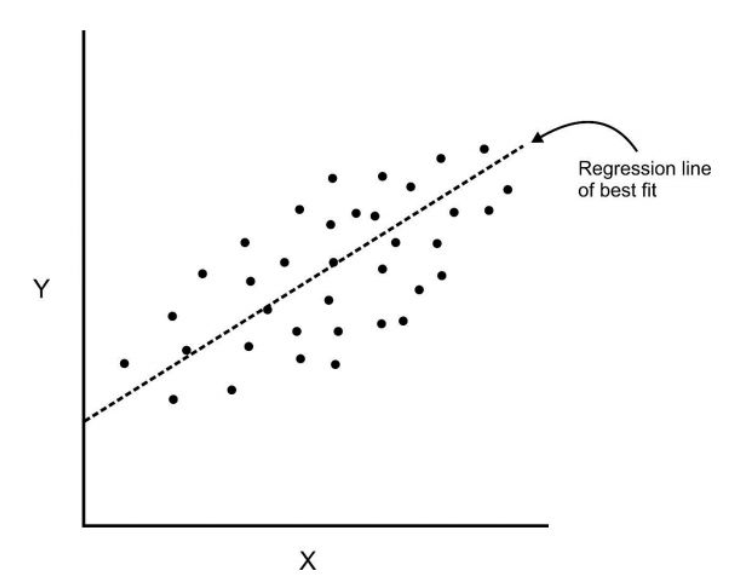 Regression line
of best fit
Y
X